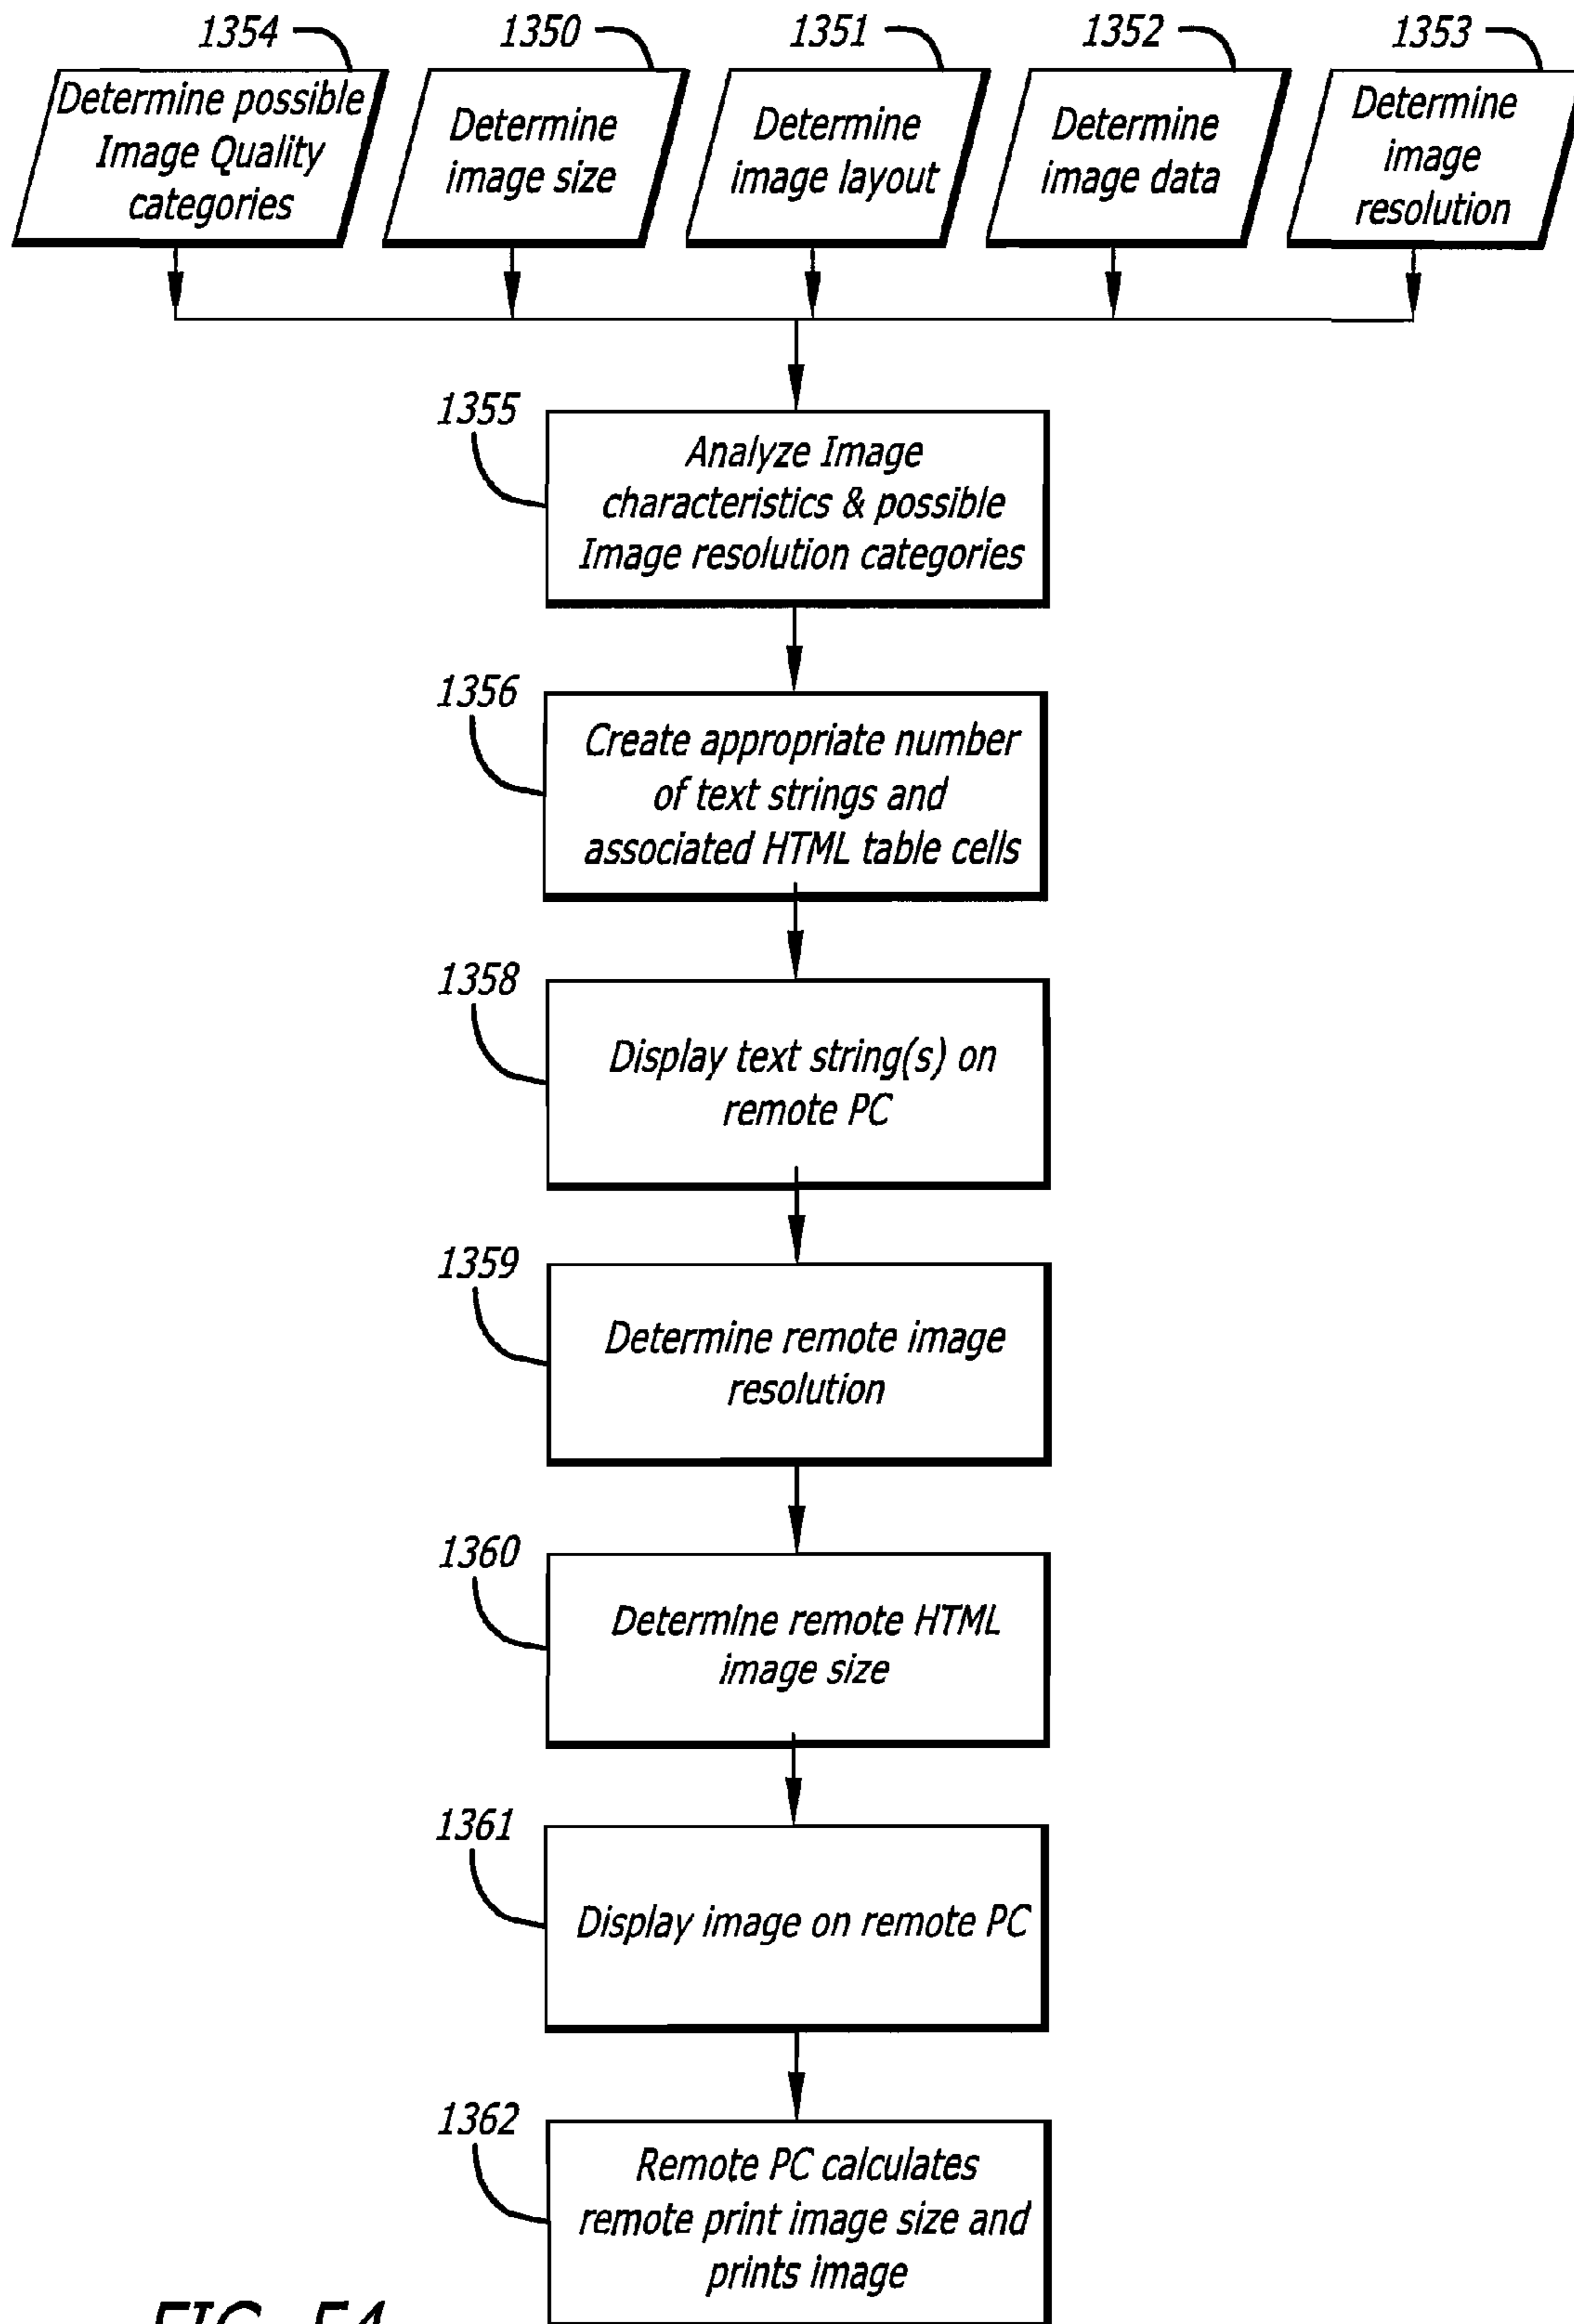 1354
Determine possible
Image Quality
categories
1350
Determine
image size
1351
Determine
image layout
1352
Determine
image data
1353
Determine
image
resolution
1355
Analyze Image
characteristics & possible
Image resolution categories
1356
Create appropriate number
of text strings and
associated HTML table cells
1358
Display text string(s) on
remote PC
1359
Determine remote image
resolution
1360
Determine remote HTML
image size
1361
Display image on remote PC
1362
Remote PC calculates
remote print image size and
prints image
FIG. 54